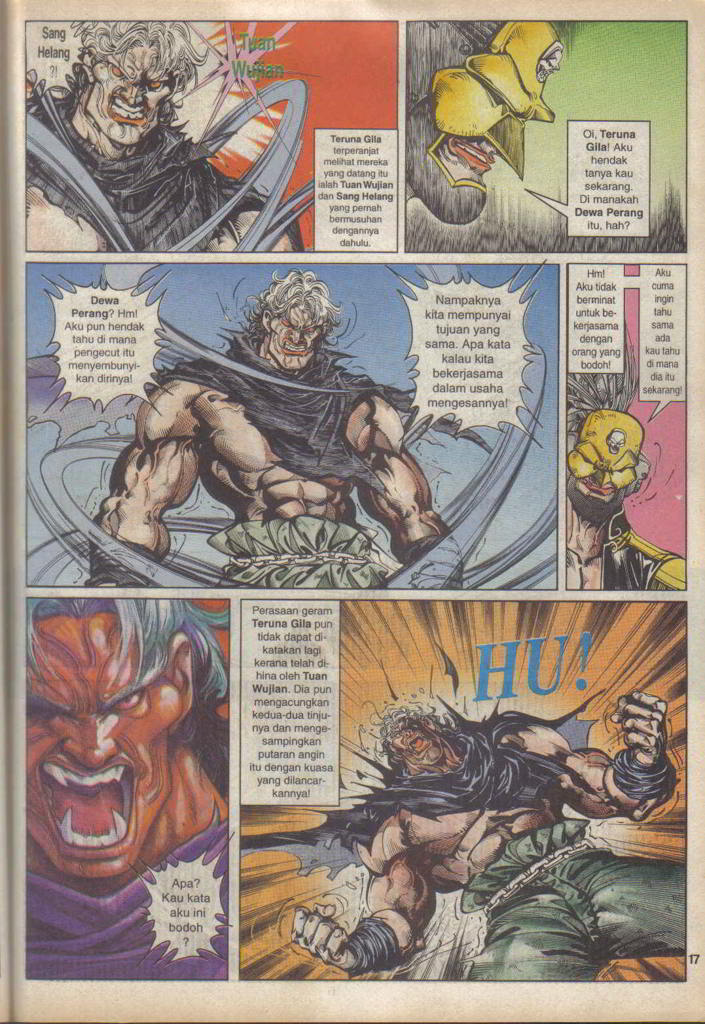 Sang
Helang
?!
Tuan
Wujian
Teruna Gila
terperanjat
melihat mereka
yang datang itu
ialah Tuan Wujian
dan Sang Helang
yang pernah
bermusuhan
dengannya
dahulu.
Oi, Teruna
Gila! Aku
hendak
tanya kau
sekarang.
Di manakah
Dewa Perang
itu, hah?
Dewa
Perang? Hm!
Aku pun hendak
tahu di mana
pengecut itu
menyembunyi-
kan dirinya!
Nampaknya
kita mempunyai
tujuan yang
sama. Apa kata
kalau kita
bekerjasama
dalam usaha
mengesannya!
Hm!
Aku tidak
berminat
untuk be-
kerjasama
dengan
orang yang
bodoh!
Aku
cuma
ingin
tahu
sama
ada
kau tahu
di mana
dia itu
sekarang!
Apa?
Kau kata
aku ini
bodoh
?
Perasaan geram
Teruna Gila pun
tidak dapat di-
katakan lagi
kerana telah di-
hina oleh Tuan
Wujian. Dia pun
mengacungkan
kedua-dua tinju-
nya dan menge-
sampingkan
putaran angin
itu dengan kuasa
yang dilancar-
kannya!
HU!
17